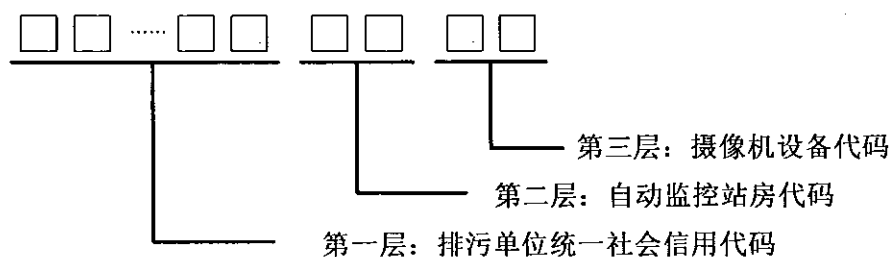 ……
第三层：摄像机设备代码
第二层：自动监控站房代码
第一层：排污单位统一社会信用代码